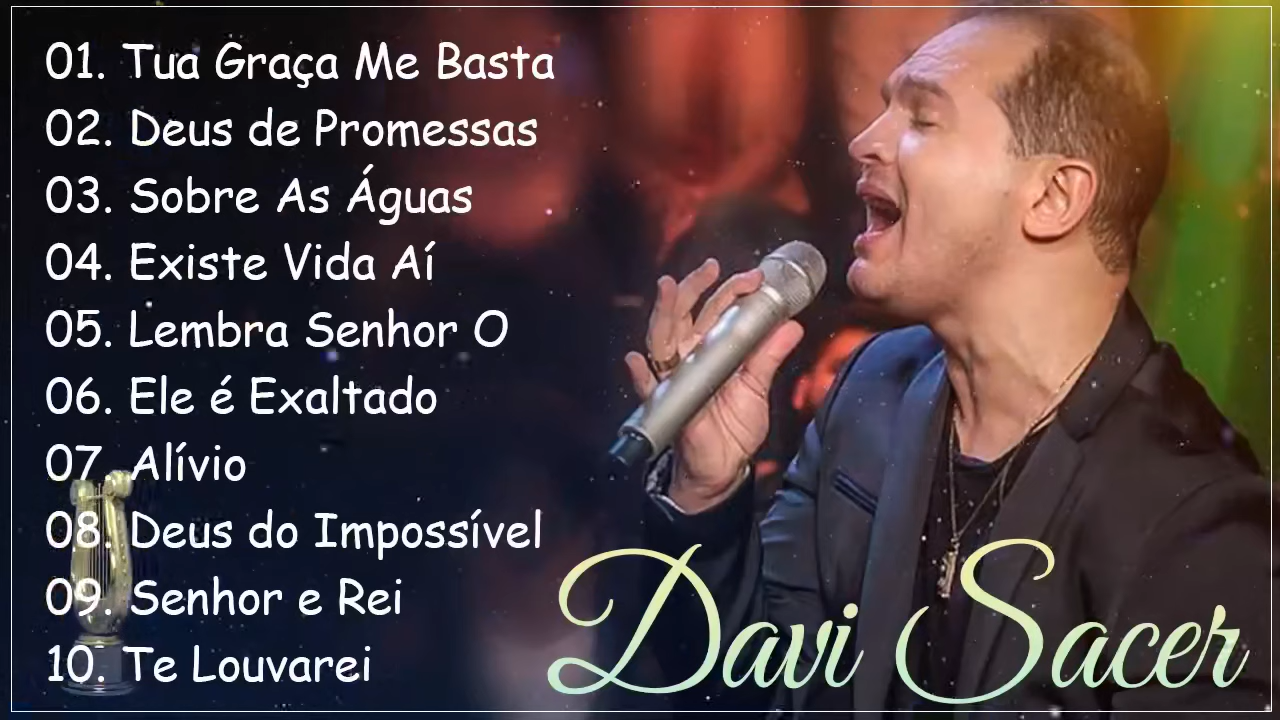 01. Tua Graça Me Basta
02. Deus de Promessas
03. Sobre As Águas
04. Existe Vida Aí
05. Lembra Senhor O
06. Ele é Exaltado
07. Alívio
08. Deus do Impossível
09. Senhor e Rei
10. Te Louvarei
Davi Sacer